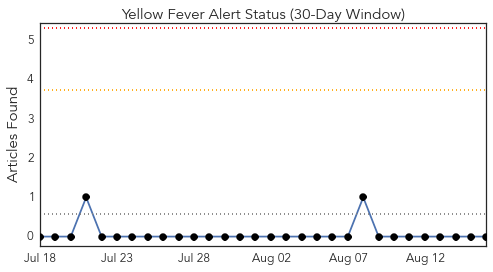 Yellow Fever Alert Status (30-Day Window)
Articles Found
5
4
3
2
1
0
Jul 18 Jul 23 Jul 28 Aug 02 Aug 07 Aug 12